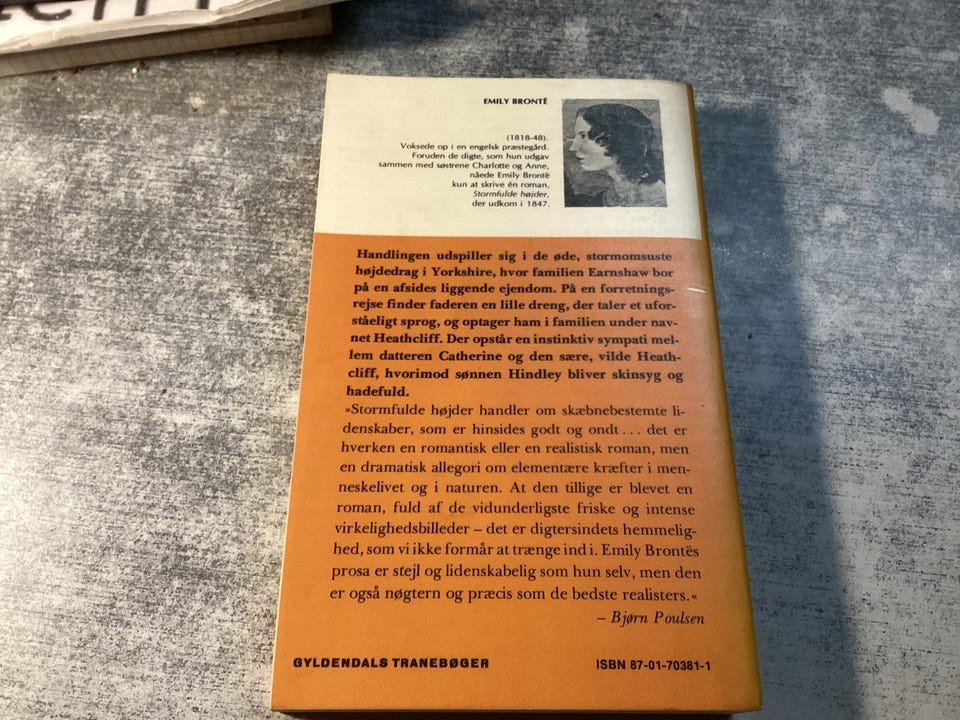 EMILY BRONTË
(1818-48).
Voksede op i en engelsk præstegård.
Foruden de digte, som hun udgav
sammen med søstrene Charlotte og Anne,
nåede Emily Brontë
kun at skrive én roman,
Stormfulde højder,
der udkom i 1847.
Handlingen udspiller sig i de øde, stormomsuste
højdedrag i Yorkshire, hvor familien Earnshaw bor
på en afsides liggende ejendom. På en forretnings-
rejse finder faderen en lille dreng, der taler et ufor-
ståeligt sprog, og optager ham i familien under nav-
net Heathcliff. Der opstår en instinktiv sympati mel-
lem datteren Catherine og den sære, vilde Heath-
cliff, hvorimod sønnen Hindley bliver skinsyg og
hadefuld.
»Stormfulde højder handler om skæbnebestemte li-
denskaber, som er hinsides godt og ondt... det er
hverken en romantisk eller en realistisk roman, men
en dramatisk allegori om elementære kræfter i men-
neskelivet og i naturen. At den tillige er blevet en
roman, fuld af de vidunderligste friske og intense
virkelighedsbilleder – det er digtersindets hemmelig-
hed, som vi ikke formår at trænge ind i. Emily Brontës
prosa er stejl og lidenskabelig som hun selv, men den
er også nøgtern og præcis som de bedste realisters.«
– Bjørn Poulsen
GYLDENDALS TRANEBØGER
ISBN 87-01-70381-1